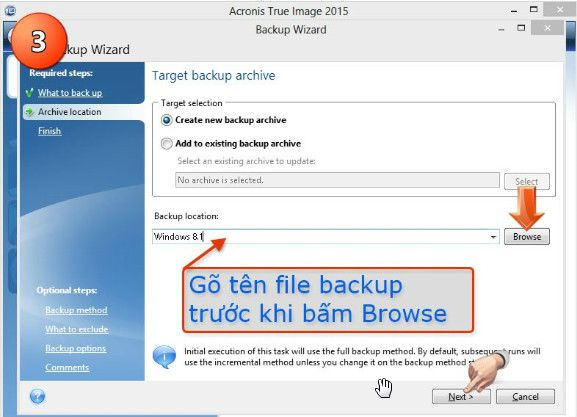 Acronis True Image 2015
3
Backup Wizard
kup Wizard
Required steps:
What to back up
Archive location
Finish
Target backup archive
Target selection
Create new backup archive
Add to existing backup archive
Select an existing archive to update:
No archive is selected.
Select
Backup location:
Windows 8.1
Browse
Gõ tên file backup
trước khi bấm Browse
Optional steps:
Backup method
What to exclude
Backup options
Comments
Initial execution of this task will use the full backup method. By default, subsequent runs will
use the incremental method unless you change it on the backup method
Next >
Cancel